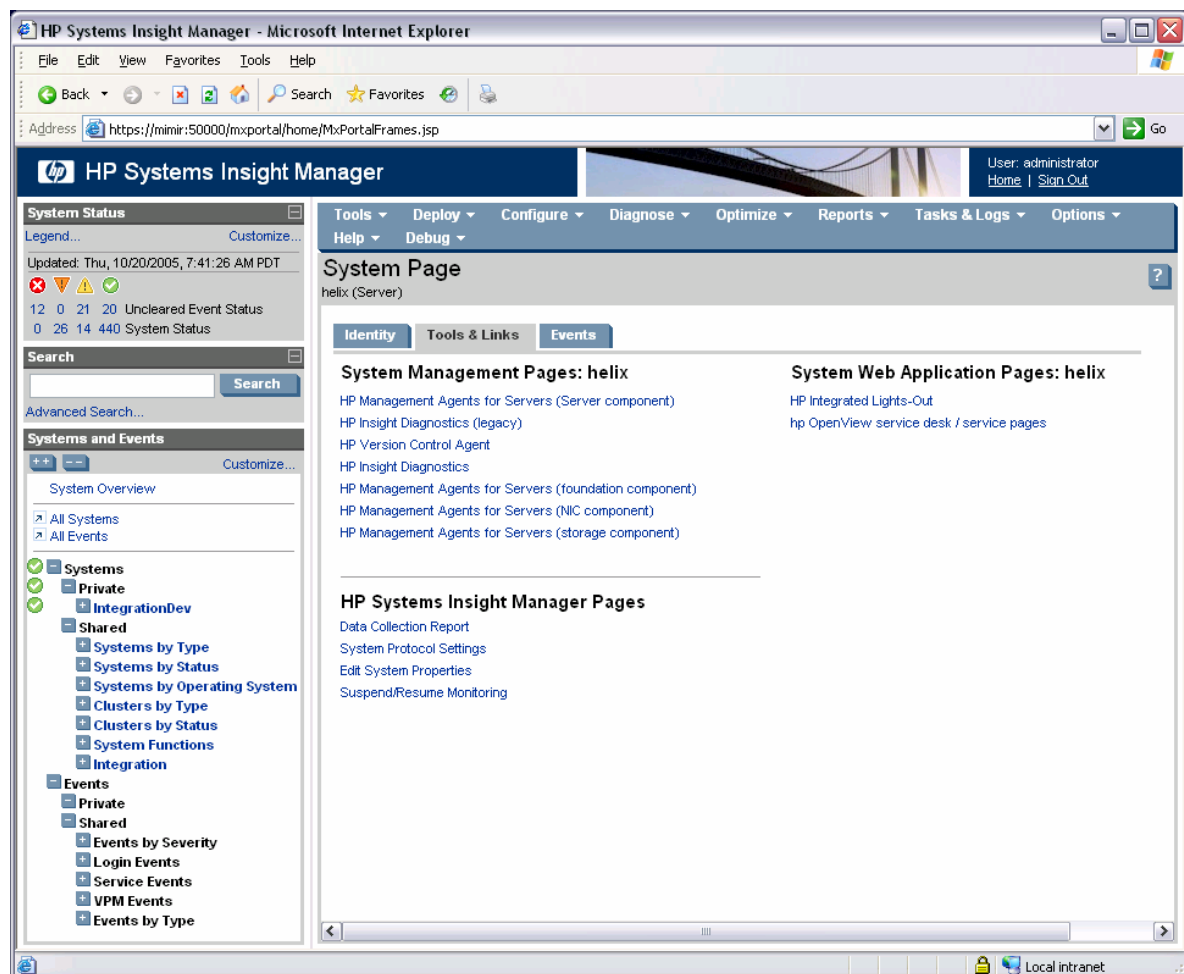 HP Systems Insight Manager - Microsoft Internet Explorer
File Edit View Favorites Tools Help
Back Search Favorites
Address https://mimir:50000/mxportal/home/MxPortalFrames.jsp Go
hp HP Systems Insight Manager
User: administrator
Home | Sign Out
System Status
Legend... Customize...
Updated: Thu, 10/20/2005, 7:41:26 AM PDT
12 0 21 20 Uncleared Event Status
0 26 14 440 System Status
Search
Search
Advanced Search...
Systems and Events
++ -- Customize...
System Overview
All Systems
All Events
Systems
Private
IntegrationDev
Shared
Systems by Type
Systems by Status
Systems by Operating System
Clusters by Type
Clusters by Status
System Functions
Integration
Events
Private
Shared
Events by Severity
Login Events
Service Events
VPM Events
Events by Type
Tools Deploy Configure Diagnose Optimize Reports Tasks & Logs Options
Help Debug
System Page
helix (Server)
?
Identity Tools & Links Events
System Management Pages: helix
HP Management Agents for Servers (Server component)
HP Insight Diagnostics (legacy)
HP Version Control Agent
HP Insight Diagnostics
HP Management Agents for Servers (foundation component)
HP Management Agents for Servers (NIC component)
HP Management Agents for Servers (storage component)
System Web Application Pages: helix
HP Integrated Lights-Out
hp OpenView service desk / service pages
HP Systems Insight Manager Pages
Data Collection Report
System Protocol Settings
Edit System Properties
Suspend/Resume Monitoring
Local intranet